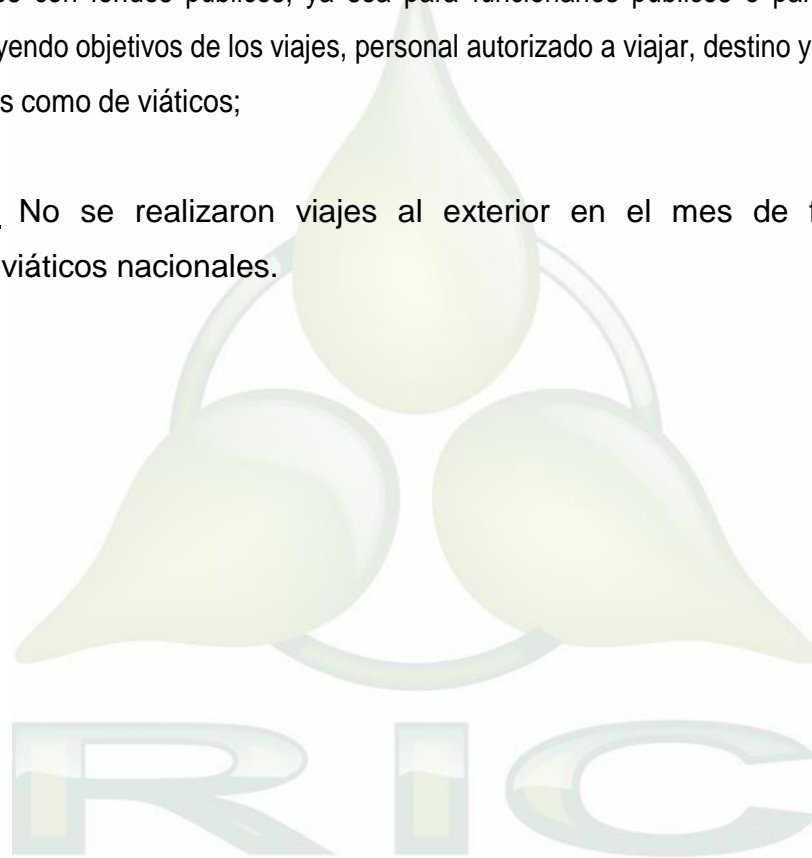 con fondos públicos, ya sea para funcionarios públicos o
objetivos de los viajes, personal autorizado a viajar, destino y
como de viáticos;
No se realizaron viajes al exterior en el mes de
viáticos nacionales.
RIC